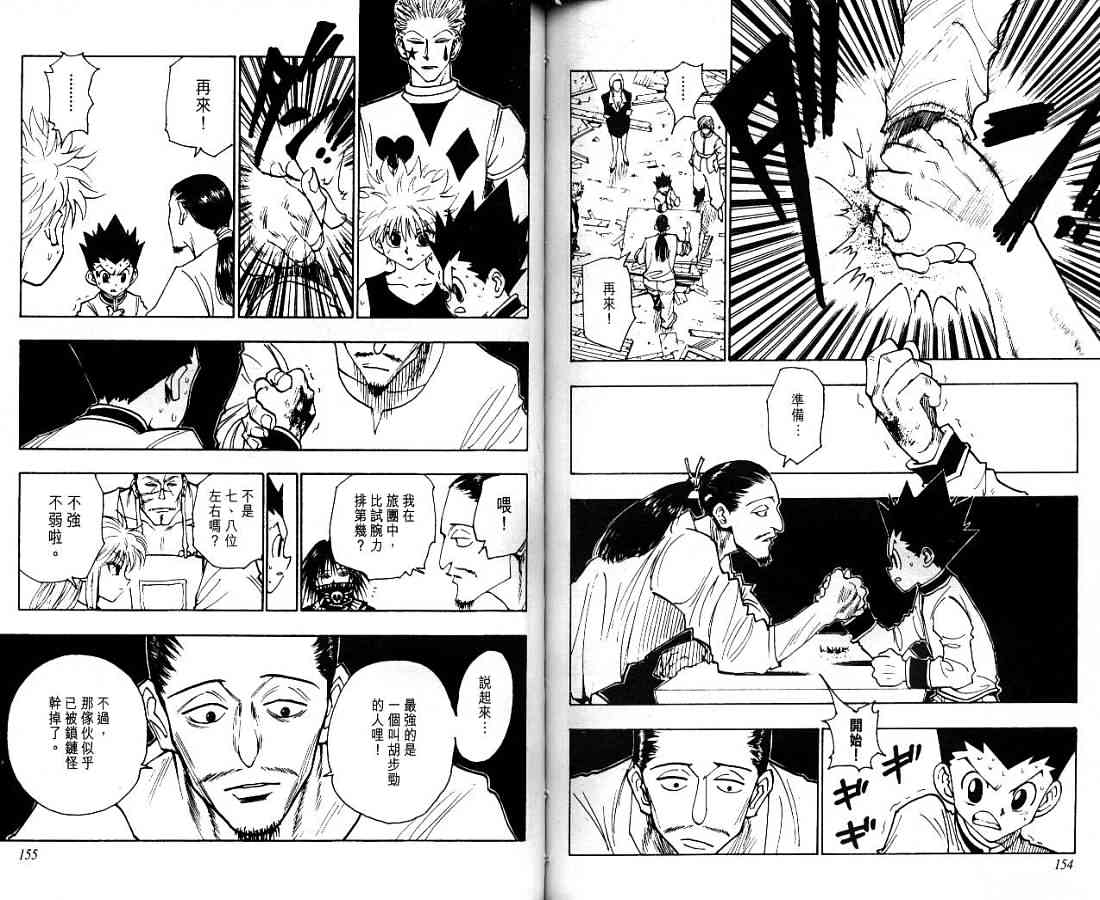 ……
再來！
準備…
開始！
ギギギ
154
再來！
……
喂！
我在
旅團中，
比試腕力
排第幾？
不是
七、八位
左右嗎？
不強
不弱啦。
說起來…
最強的是
一個叫胡步勁
的人哩！
不過，
那傢伙似乎
已被鎖鏈怪
幹掉了。
155